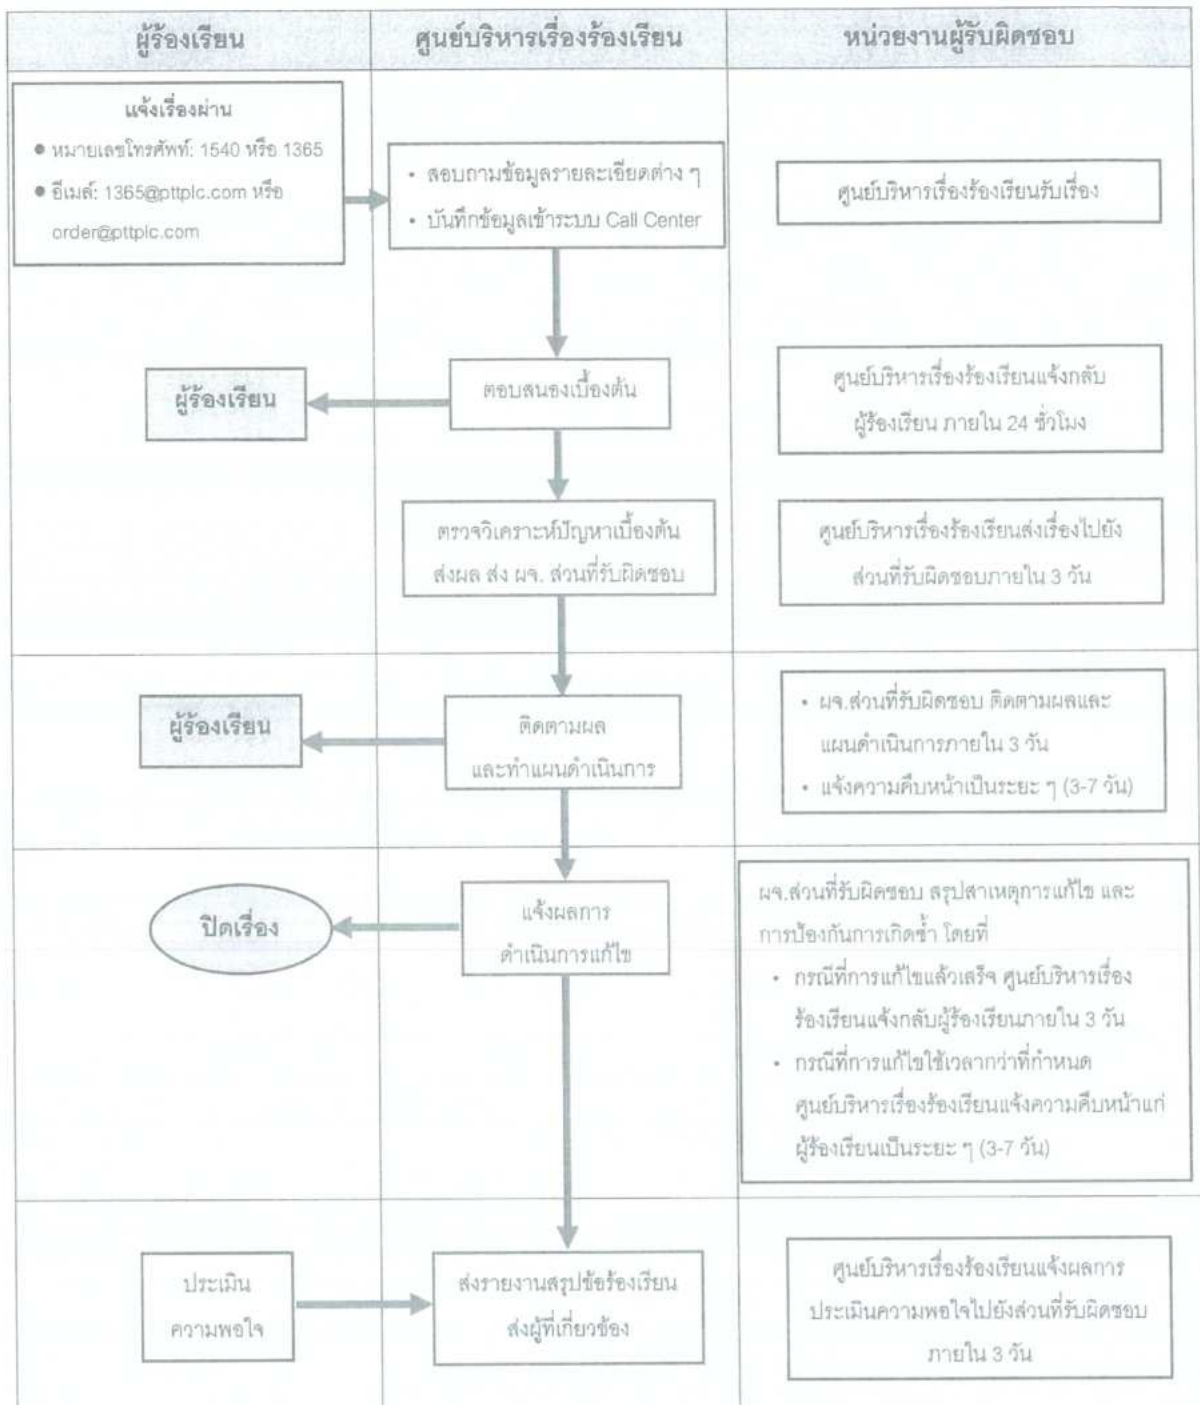 ผู้ร้องเรียน
ศูนย์บริหารเรื่องร้องเรียน
หน่วยงานผู้รับผิดชอบ
แจ้งเรื่องผ่าน
● หมายเลขโทรศัพท์: 1540 หรือ 1365
● อีเมล์: 1365@pttplc.com หรือ
order@pttplc.com
• สอบถามข้อมูลรายละเอียดต่าง ๆ
• บันทึกข้อมูลเข้าระบบ Call Center
ศูนย์บริหารเรื่องร้องเรียนรับเรื่อง
ผู้ร้องเรียน
ตอบสนองเบื้องต้น
ศูนย์บริหารเรื่องร้องเรียนแจ้งกลับ
ผู้ร้องเรียน ภายใน 24 ชั่วโมง
ตรวจวิเคราะห์ปัญหาเบื้องต้น
ส่งผล ส่ง ผจ. ส่วนที่รับผิดชอบ
ศูนย์บริหารเรื่องร้องเรียนส่งเรื่องไปยัง
ส่วนที่รับผิดชอบภายใน 3 วัน
ผู้ร้องเรียน
ติดตามผล
และทำแผนดำเนินการ
• ผจ.ส่วนที่รับผิดชอบ ติดตามผลและ
แผนดำเนินการภายใน 3 วัน
• แจ้งความคืบหน้าเป็นระยะ ๆ (3-7 วัน)
ปิดเรื่อง
แจ้งผลการ
ดำเนินการแก้ไข
ผจ.ส่วนที่รับผิดชอบ สรุปสาเหตุการแก้ไข และ
การป้องกันการเกิดซ้ำ โดยที่
• กรณีที่การแก้ไขแล้วเสร็จ ศูนย์บริหารเรื่อง
ร้องเรียนแจ้งกลับผู้ร้องเรียนภายใน 3 วัน
• กรณีที่การแก้ไขใช้เวลากว่าที่กำหนด
ศูนย์บริหารเรื่องร้องเรียนแจ้งความคืบหน้าแก่
ผู้ร้องเรียนเป็นระยะ ๆ (3-7 วัน)
ประเมิน
ความพอใจ
ส่งรายงานสรุปข้อร้องเรียน
ส่งผู้ที่เกี่ยวข้อง
ศูนย์บริหารเรื่องร้องเรียนแจ้งผลการ
ประเมินความพอใจไปยังส่วนที่รับผิดชอบ
ภายใน 3 วัน